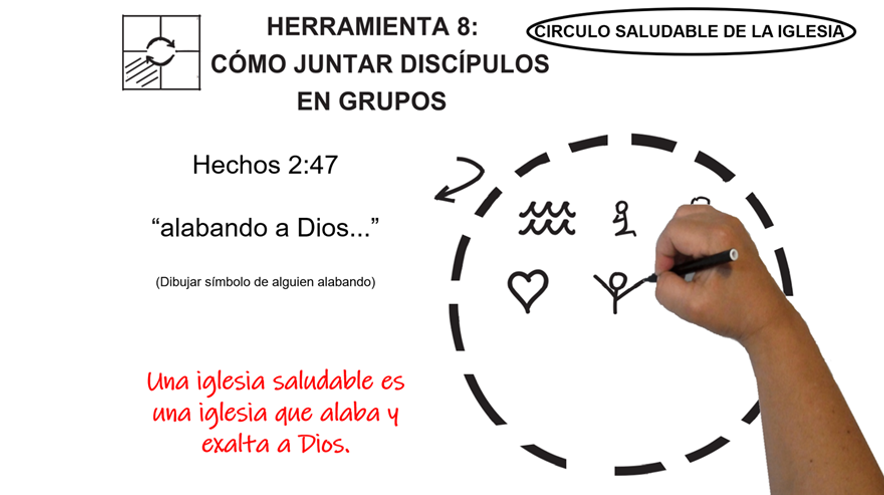 HERRAMIENTA 8:
CÓMO JUNTAR DISCÍPULOS
EN GRUPOS
CIRCULO SALUDABLE DE LA IGLESIA
Hechos 2:47
“alabando a Dios...”
(Dibujar símbolo de alguien alabando)
Una iglesia saludable es
una iglesia que alaba y
exalta a Dios.